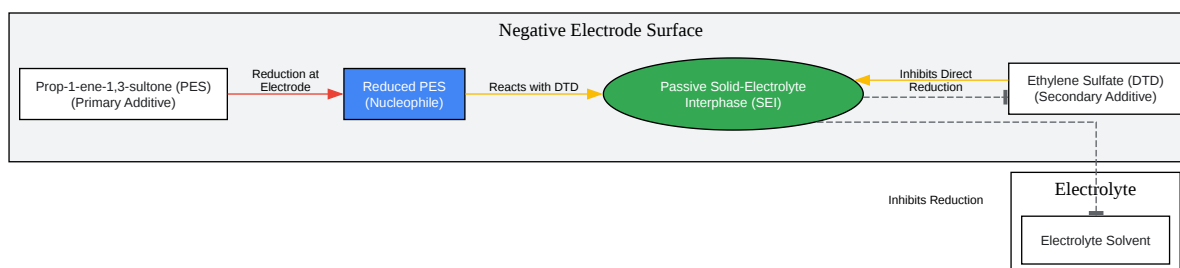 Negative Electrode Surface
Prop-1-ene-1,3-sultone (PES)
(Primary Additive)
Reduction at
Electrode
Reduced PES
(Nucleophile)
Reacts with DTD
Passive Solid-Electrolyte
Interphase (SEI)
Inhibits Direct
Reduction
Ethylene Sulfate (DTD)
(Secondary Additive)
Inhibits Reduction
Electrolyte
Electrolyte Solvent